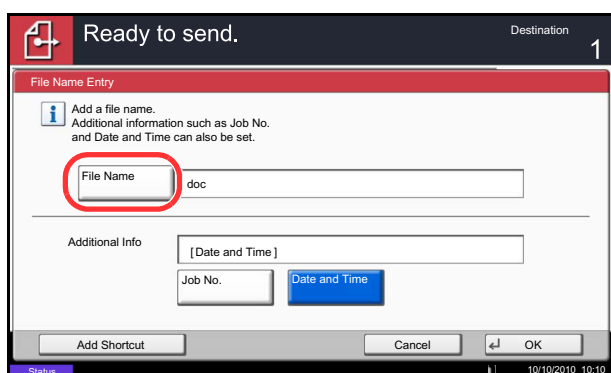 Ready to send.
Destination
1
File Name Entry
Add a file name.
Additional information such as Job No.
and Date and Time can also be set.
File Name
doc
Additional Info
[Date and Time]
Job No.
Date and Time
Add Shortcut
Cancel
OK
Status
10/10/2010 10:10